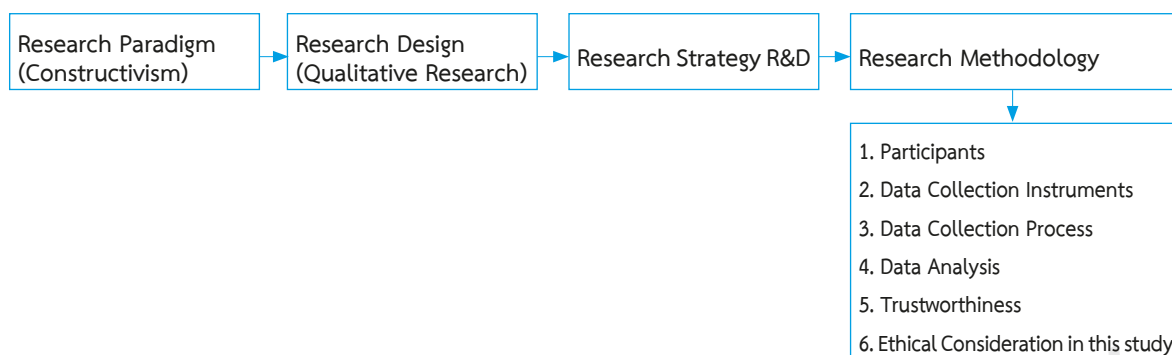 Research Paradigm
(Constructivism)
Research Design
(Qualitative Research)
Research Strategy R&D
Research Methodology
1. Participants
2. Data Collection Instruments
3. Data Collection Process
4. Data Analysis
5. Trustworthiness
6. Ethical Consideration in this study